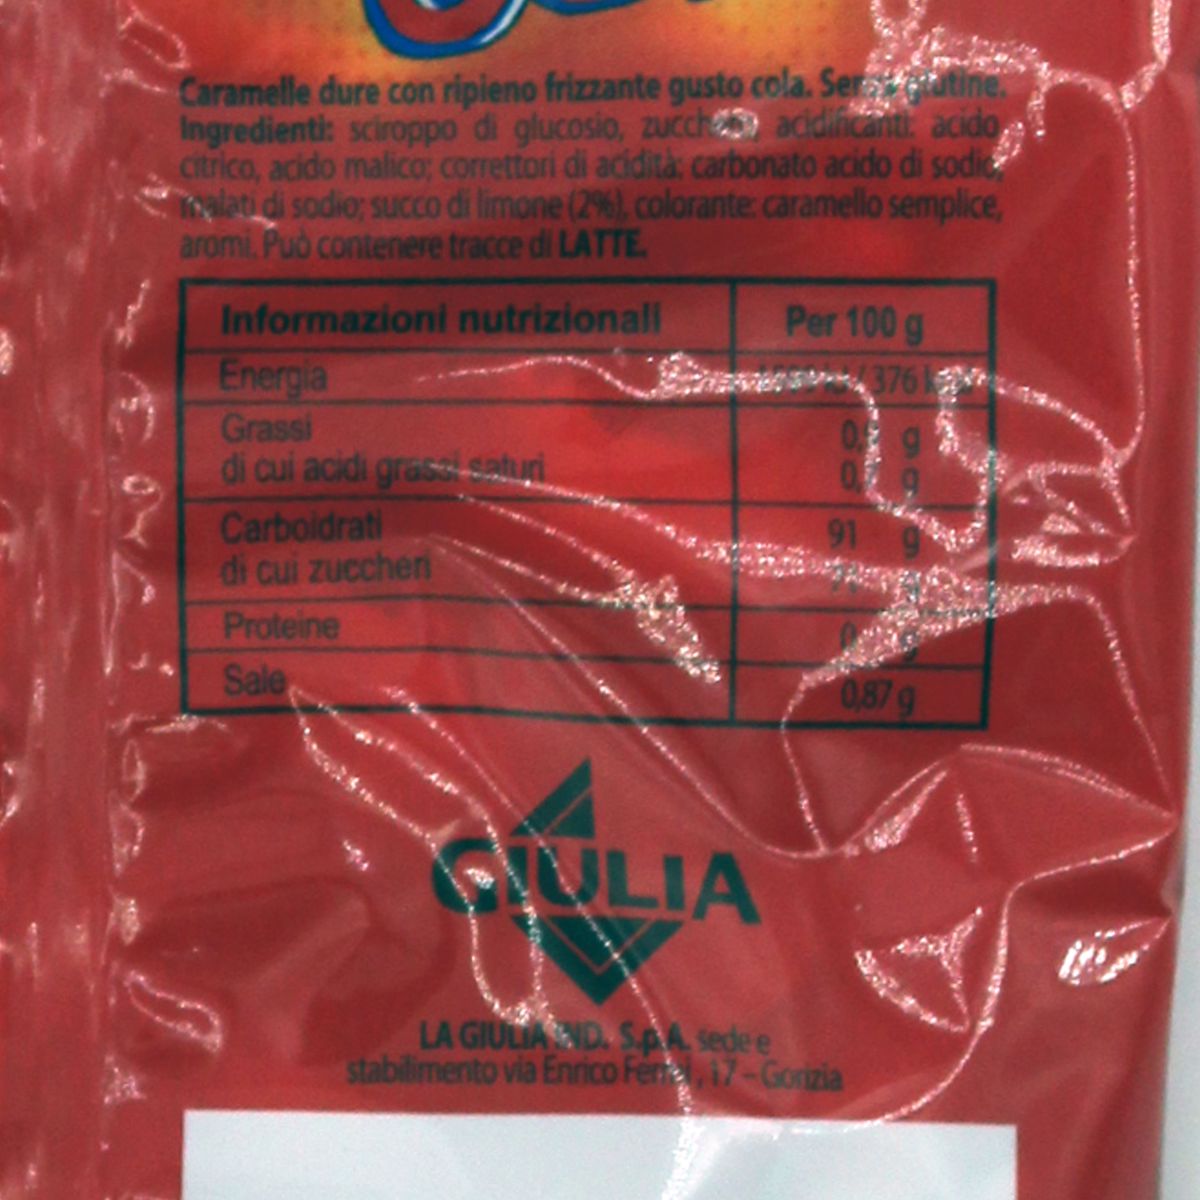 Caramelle dure con ripieno frizzante gusto cola. Senza glutine.
Ingredienti: sciroppo di glucosio, zucchero, acidificanti: acido
citrico, acido malico; correttori di acidità: carbonato acido di sodio,
malati di sodio; succo di limone (2%), colorante: caramello semplice,
aromi. Può contenere tracce di LATTE.
Informazioni nutrizionali Per 100 g
Energia / 376
Grassi g
di cui acidi grassi saturi g
Carboidrati 91 g
di cui zuccheri g
Proteine g
Sale 0,87 g
GIULIA
LA GIULIA IND. S.p.A. sede e
stabilimento via Enrico Fermi, 17 - Gorizia